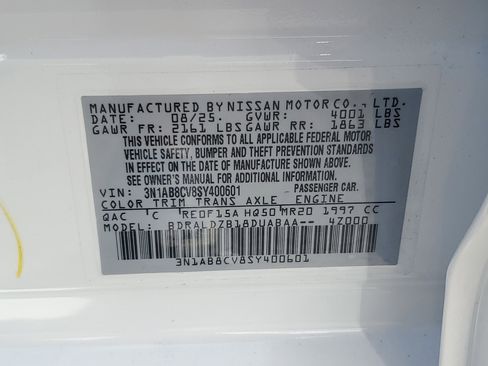 MANUFACTURED BY NISSAN MOTOR CO., LTD.
DATE: 08/25. GVWR: 4001 LBS
GAWR FR: 2161 LBS GAWR RR: 1863 LBS
THIS VEHICLE CONFORMS TO ALL APPLICABLE FEDERAL MOTOR
VEHICLE SAFETY, BUMPER AND THEFT PREVENTION STANDARDS
IN EFFECT ON THE DATE OF MANUFACTURE SHOWN ABOVE.
SEE OWNER'S MANUAL FOR ADDITIONAL INFORMATION.
VIN: 3N1AB8CV8SY400601 PASSENGER CAR.
COLOR TRIM TRANS AXLE ENGINE
QAC C RE0F15A HQ50 MR20 1997 CC
MODEL: BDRALDZB18DUABAA-- 4Z000
3N1AB8CV8SY400601